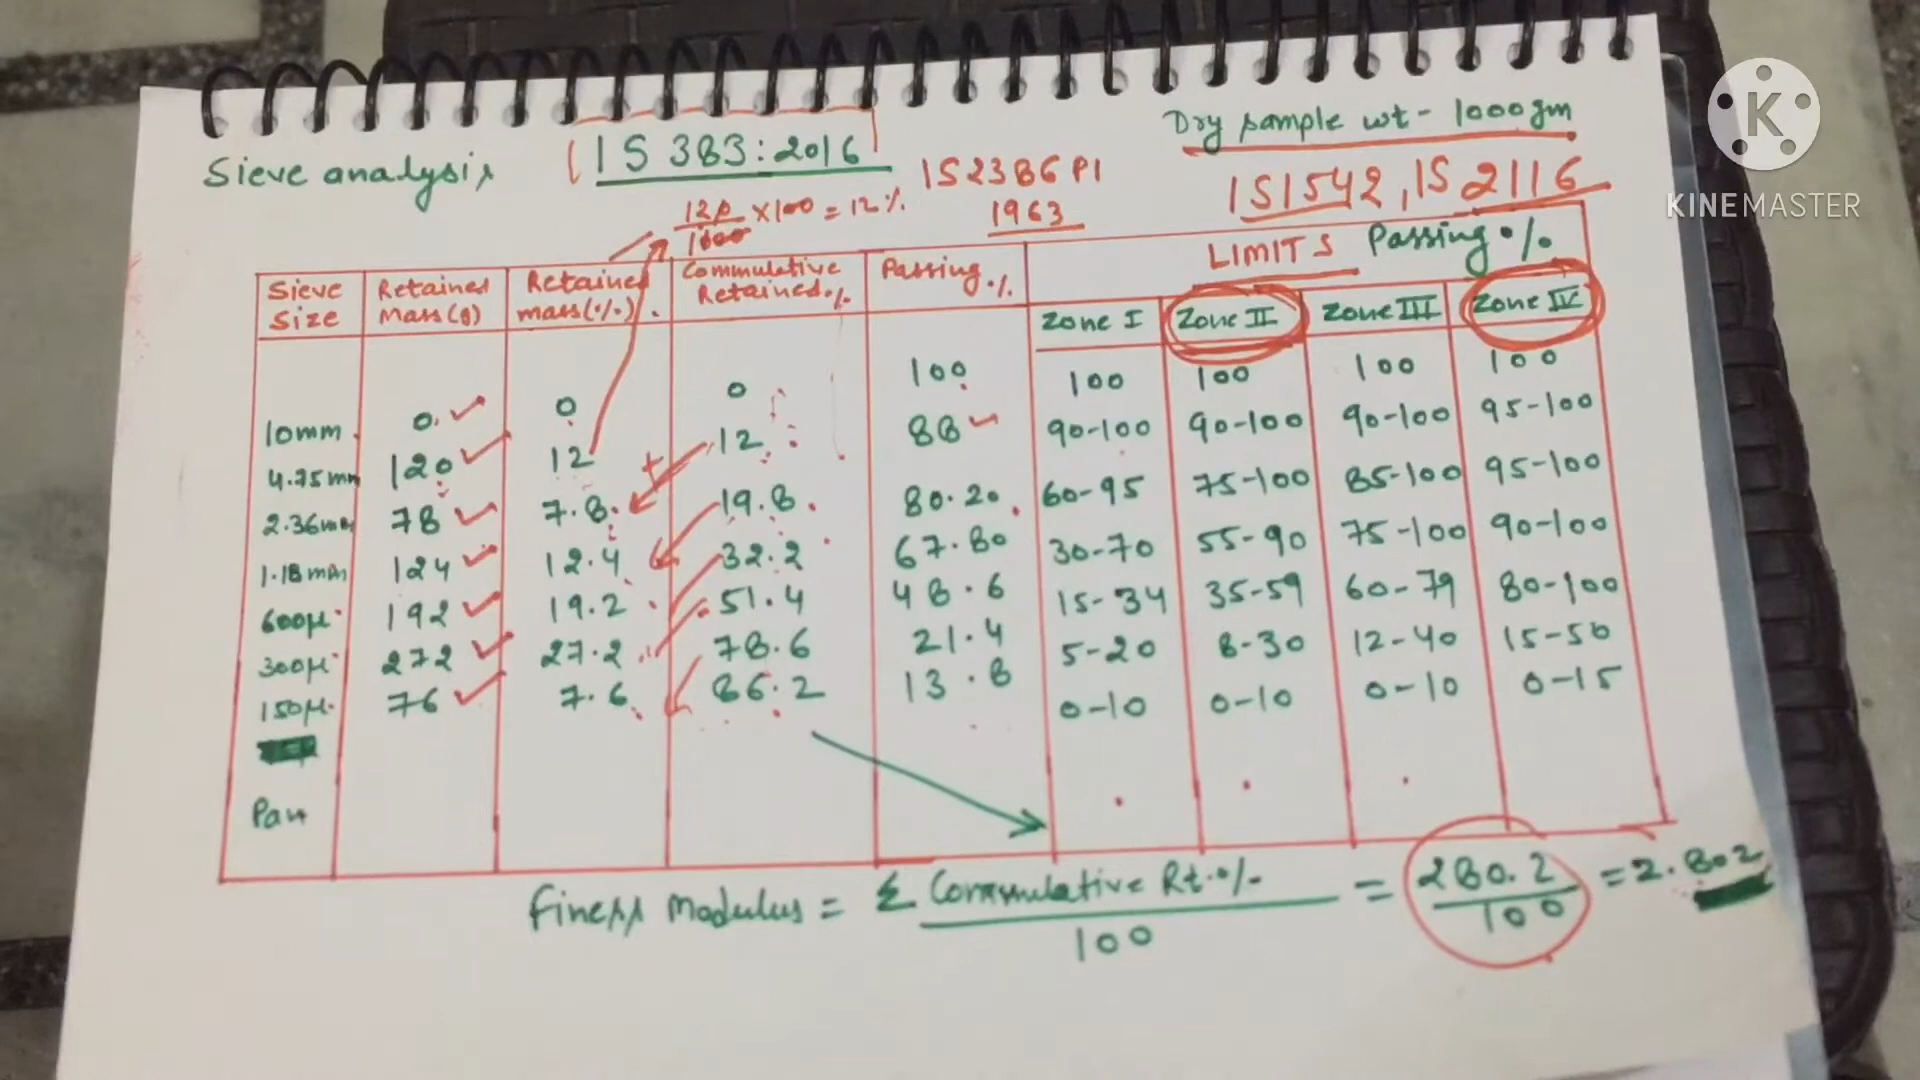 Sieve analysis
IS 383:2016
IS2386 P1
1963
Dry sample wt - 1000gm
IS1542, IS 2116
K
KINEMASTER
120/1000 x100 = 12%
Sieve Size | Retained Mass(g) | Retained mass(%) | Commulative Retained% | Passing % | LIMITS Passing %
Zone I | Zone II | Zone III | Zone IV
10mm | 0 | 0 | 0 | 100 | 100 | 100 | 100 | 100
4.75mm | 120 | 12 | 12 | 88 | 90-100 | 90-100 | 90-100 | 95-100
2.36mm | 78 | 7.8 | 19.8 | 80.20 | 60-95 | 75-100 | 85-100 | 95-100
1.18mm | 124 | 12.4 | 32.2 | 67.80 | 30-70 | 55-90 | 75-100 | 90-100
600μ | 192 | 19.2 | 51.4 | 48.6 | 15-34 | 35-59 | 60-79 | 80-100
300μ | 272 | 27.2 | 78.6 | 21.4 | 5-20 | 8-30 | 12-40 | 15-50
150μ | 76 | 7.6 | 86.2 | 13.8 | 0-10 | 0-10 | 0-10 | 0-15
Pan
Finess Modulus = Σ Commulative Rt.% / 100 = 280.2 / 100 = 2.802